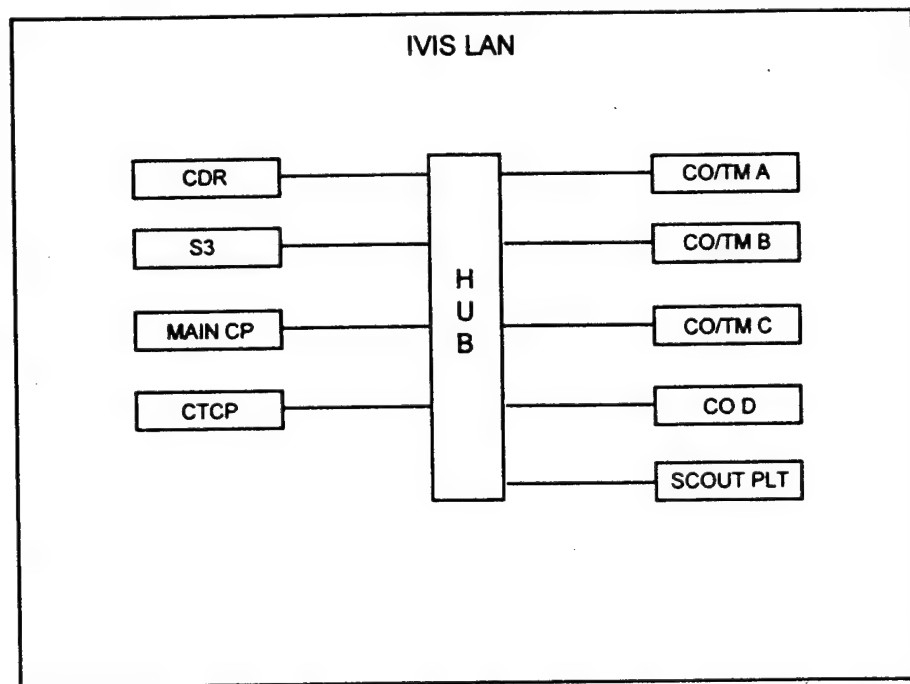 IVIS LAN
CDR
S3
MAIN CP
CTCP
H
U
B
CO/TM A
CO/TM B
CO/TM C
CO D
SCOUT PLT